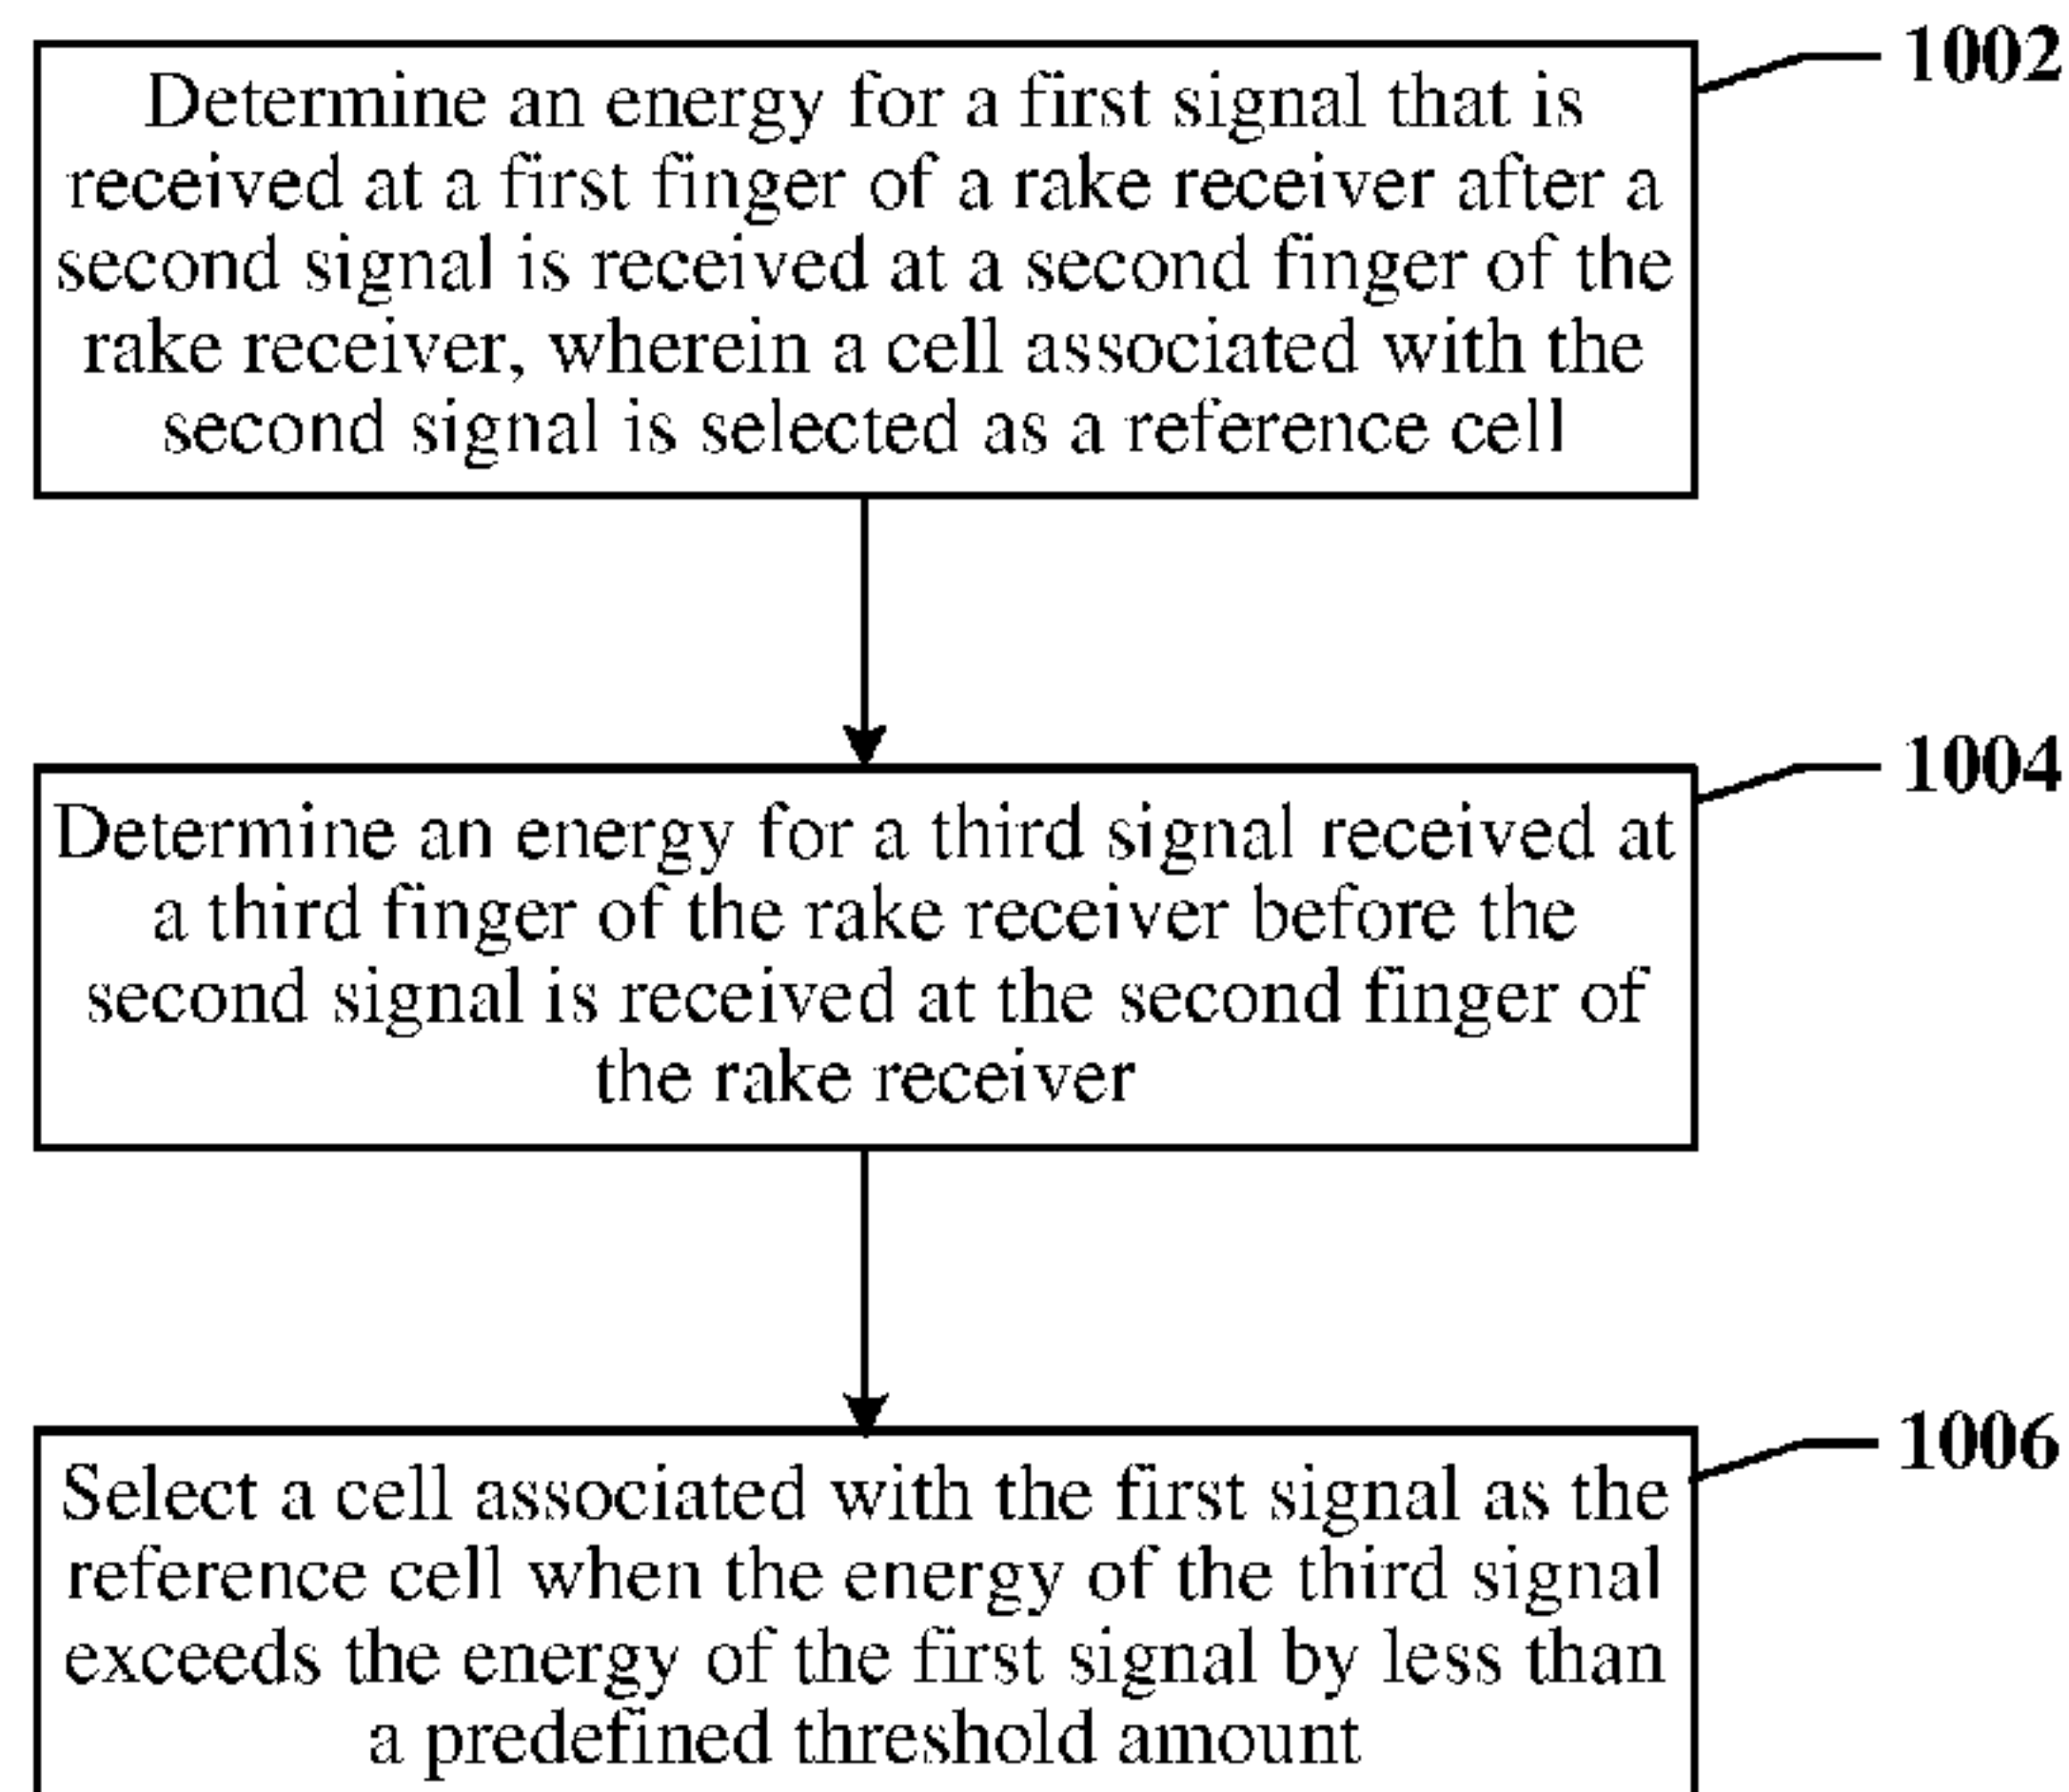 1002
Determine an energy for a first signal that is
received at a first finger of a rake receiver after a
second signal is received at a second finger of the
rake receiver, wherein a cell associated with the
second signal is selected as a reference cell
1004
Determine an energy for a third signal received at
a third finger of the rake receiver before the
second signal is received at the second finger of
the rake receiver
1006
Select a cell associated with the first signal as the
reference cell when the energy of the third signal
exceeds the energy of the first signal by less than
a predefined threshold amount